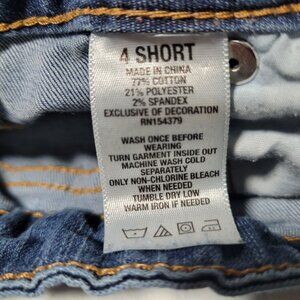 4 SHORT
MADE IN CHINA
77% COTTON
21% POLYESTER
2% SPANDEX
EXCLUSIVE OF DECORATION
RN154379
WASH ONCE BEFORE
WEARING
TURN GARMENT INSIDE OUT
MACHINE WASH COLD
SEPARATELY
ONLY NON-CHLORINE BLEACH
WHEN NEEDED
TUMBLE DRY LOW
WARM IRON IF NEEDED